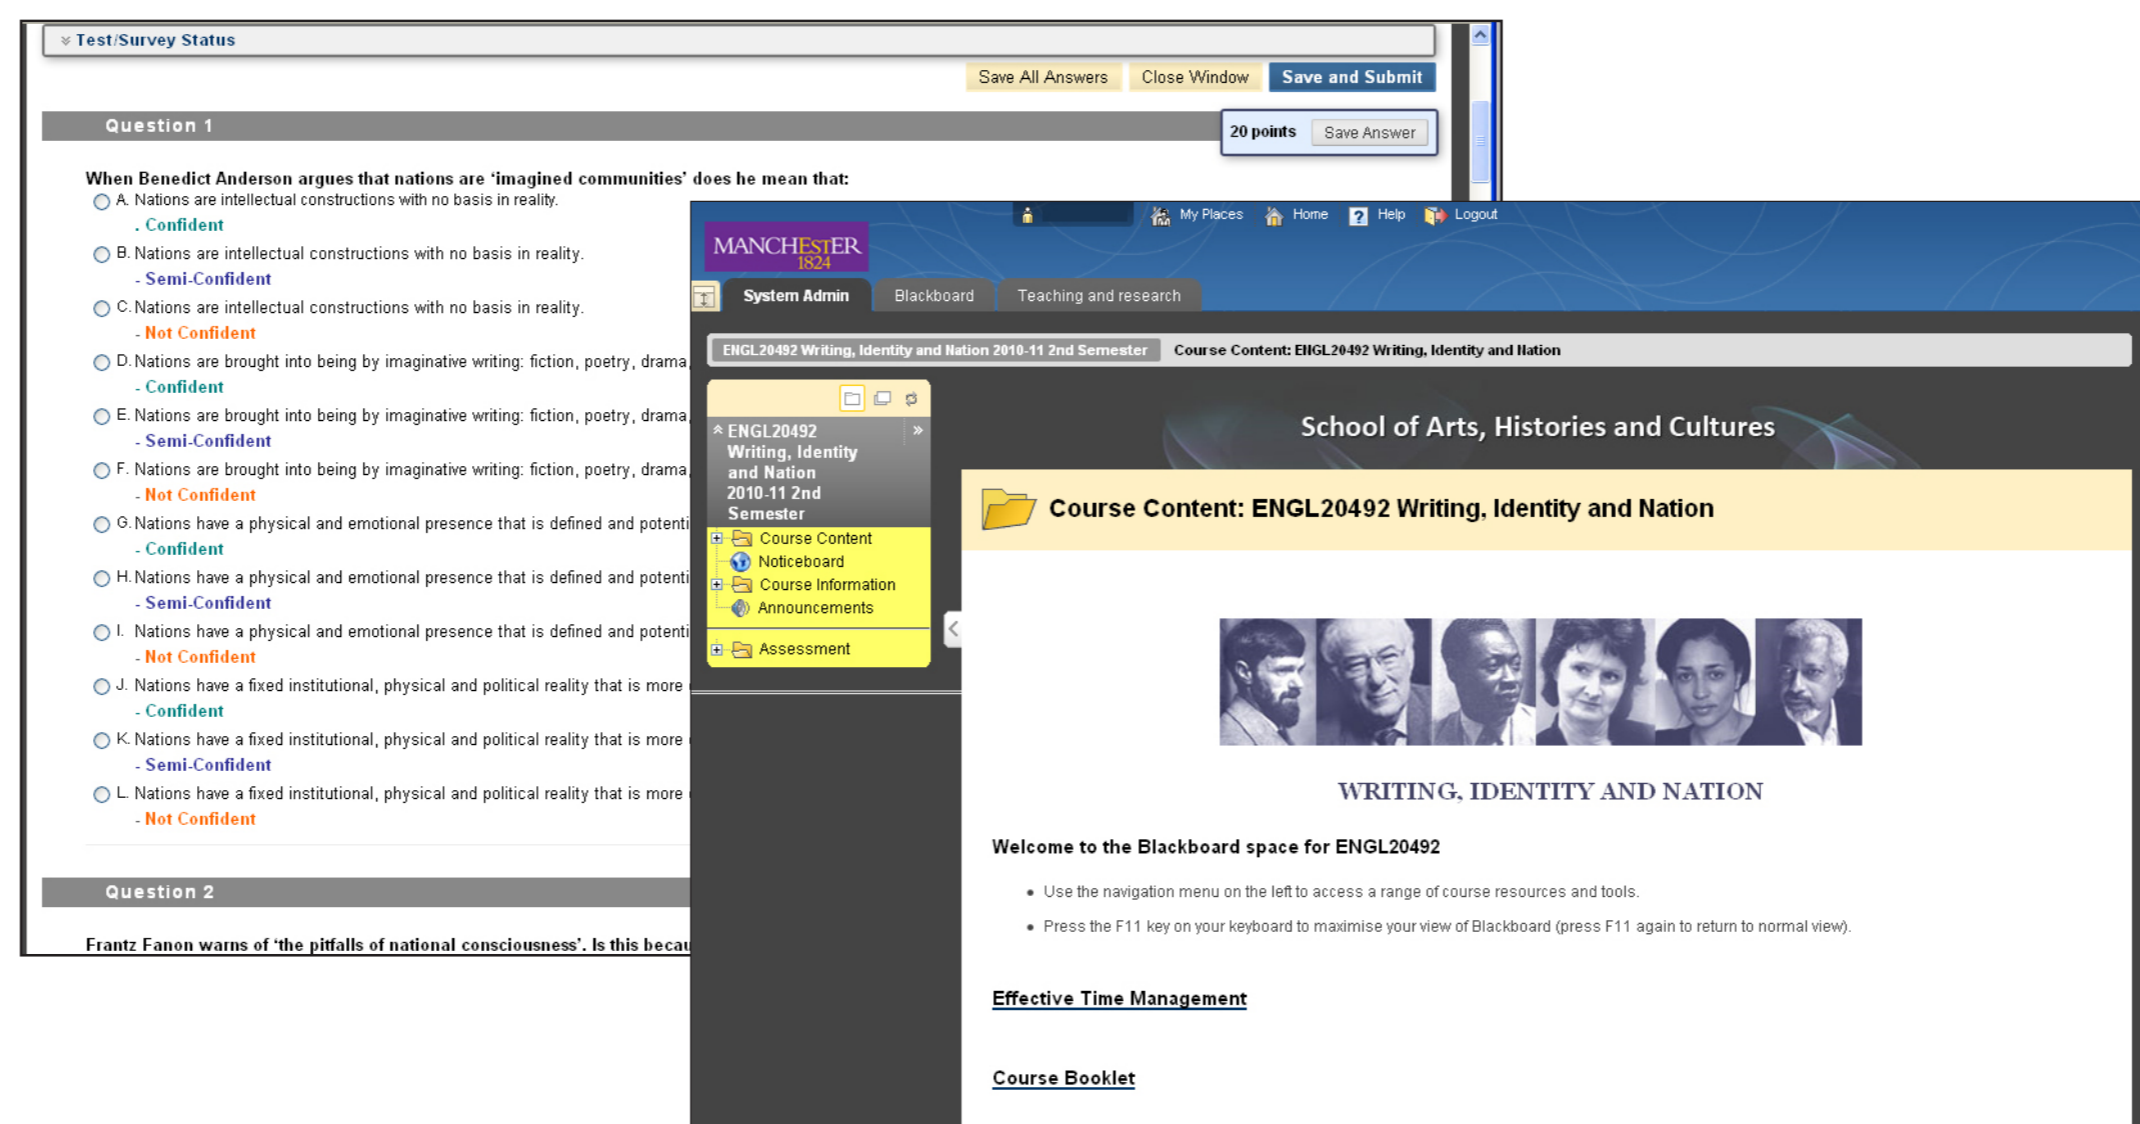 Test/Survey Status
Save All Answers Close Window Save and Submit
Question 1
20 points Save Answer
When Benedict Anderson argues that nations are ‘imagined communities’ does he mean that:
A. Nations are intellectual constructions with no basis in reality.
. Confident
B. Nations are intellectual constructions with no basis in reality.
- Semi-Confident
C. Nations are intellectual constructions with no basis in reality.
- Not Confident
D. Nations are brought into being by imaginative writing: fiction, poetry, drama,
- Confident
E. Nations are brought into being by imaginative writing: fiction, poetry, drama,
- Semi-Confident
F. Nations are brought into being by imaginative writing: fiction, poetry, drama,
- Not Confident
G. Nations have a physical and emotional presence that is defined and potenti
- Confident
H. Nations have a physical and emotional presence that is defined and potenti
- Semi-Confident
I. Nations have a physical and emotional presence that is defined and potenti
- Not Confident
J. Nations have a fixed institutional, physical and political reality that is more
- Confident
K. Nations have a fixed institutional, physical and political reality that is more
- Semi-Confident
L. Nations have a fixed institutional, physical and political reality that is more
- Not Confident
Question 2
Frantz Fanon warns of ‘the pitfalls of national consciousness’. Is this becau
My Places Home Help Logout
MANCHESTER
1824
System Admin Blackboard Teaching and research
ENGL20492 Writing, Identity and Nation 2010-11 2nd Semester Course Content: ENGL20492 Writing, Identity and Nation
ENGL20492
Writing, Identity
and Nation
2010-11 2nd
Semester
Course Content
Noticeboard
Course Information
Announcements
Assessment
School of Arts, Histories and Cultures
Course Content: ENGL20492 Writing, Identity and Nation
WRITING, IDENTITY AND NATION
Welcome to the Blackboard space for ENGL20492
• Use the navigation menu on the left to access a range of course resources and tools.
• Press the F11 key on your keyboard to maximise your view of Blackboard (press F11 again to return to normal view).
Effective Time Management
Course Booklet